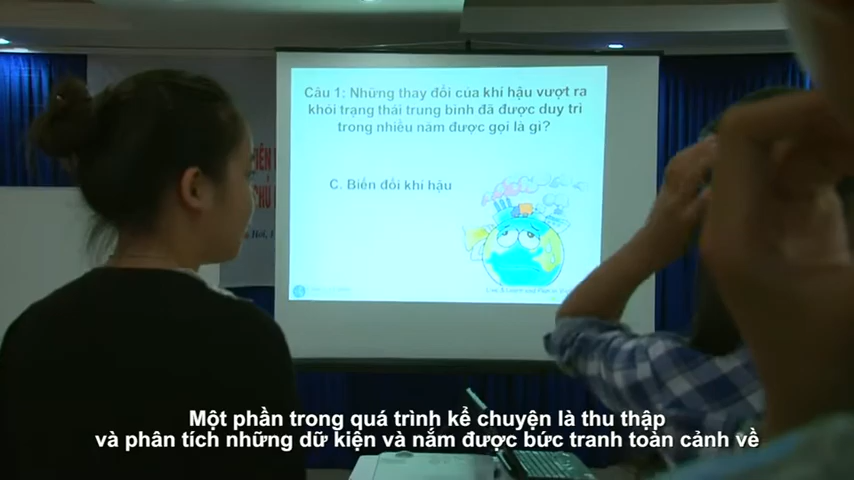 Câu 1: Những thay đổi của khí hậu vượt ra
khỏi trạng thái trung bình đã được duy trì
trong nhiều năm được gọi là gì?
C. Biến đổi khí hậu
Một phần trong quá trình kể chuyện là thu thập
và phân tích những dữ kiện và nắm được bức tranh toàn cảnh về